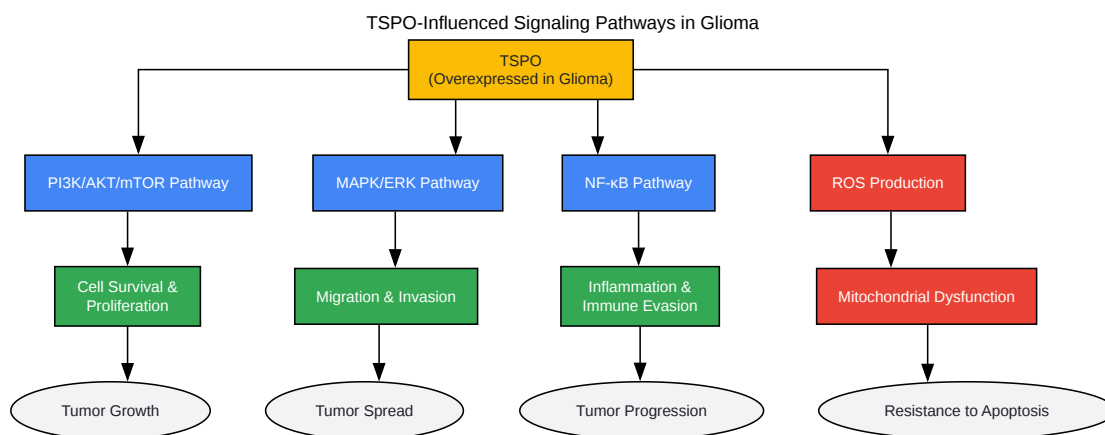 TSPO-Influenced Signaling Pathways in Glioma
TSPO
(Overexpressed in Glioma)
PI3K/AKT/mTOR Pathway
MAPK/ERK Pathway
NF-κB Pathway
ROS Production
Cell Survival &
Proliferation
Migration & Invasion
Inflammation &
Immune Evasion
Mitochondrial Dysfunction
Tumor Growth
Tumor Spread
Tumor Progression
Resistance to Apoptosis